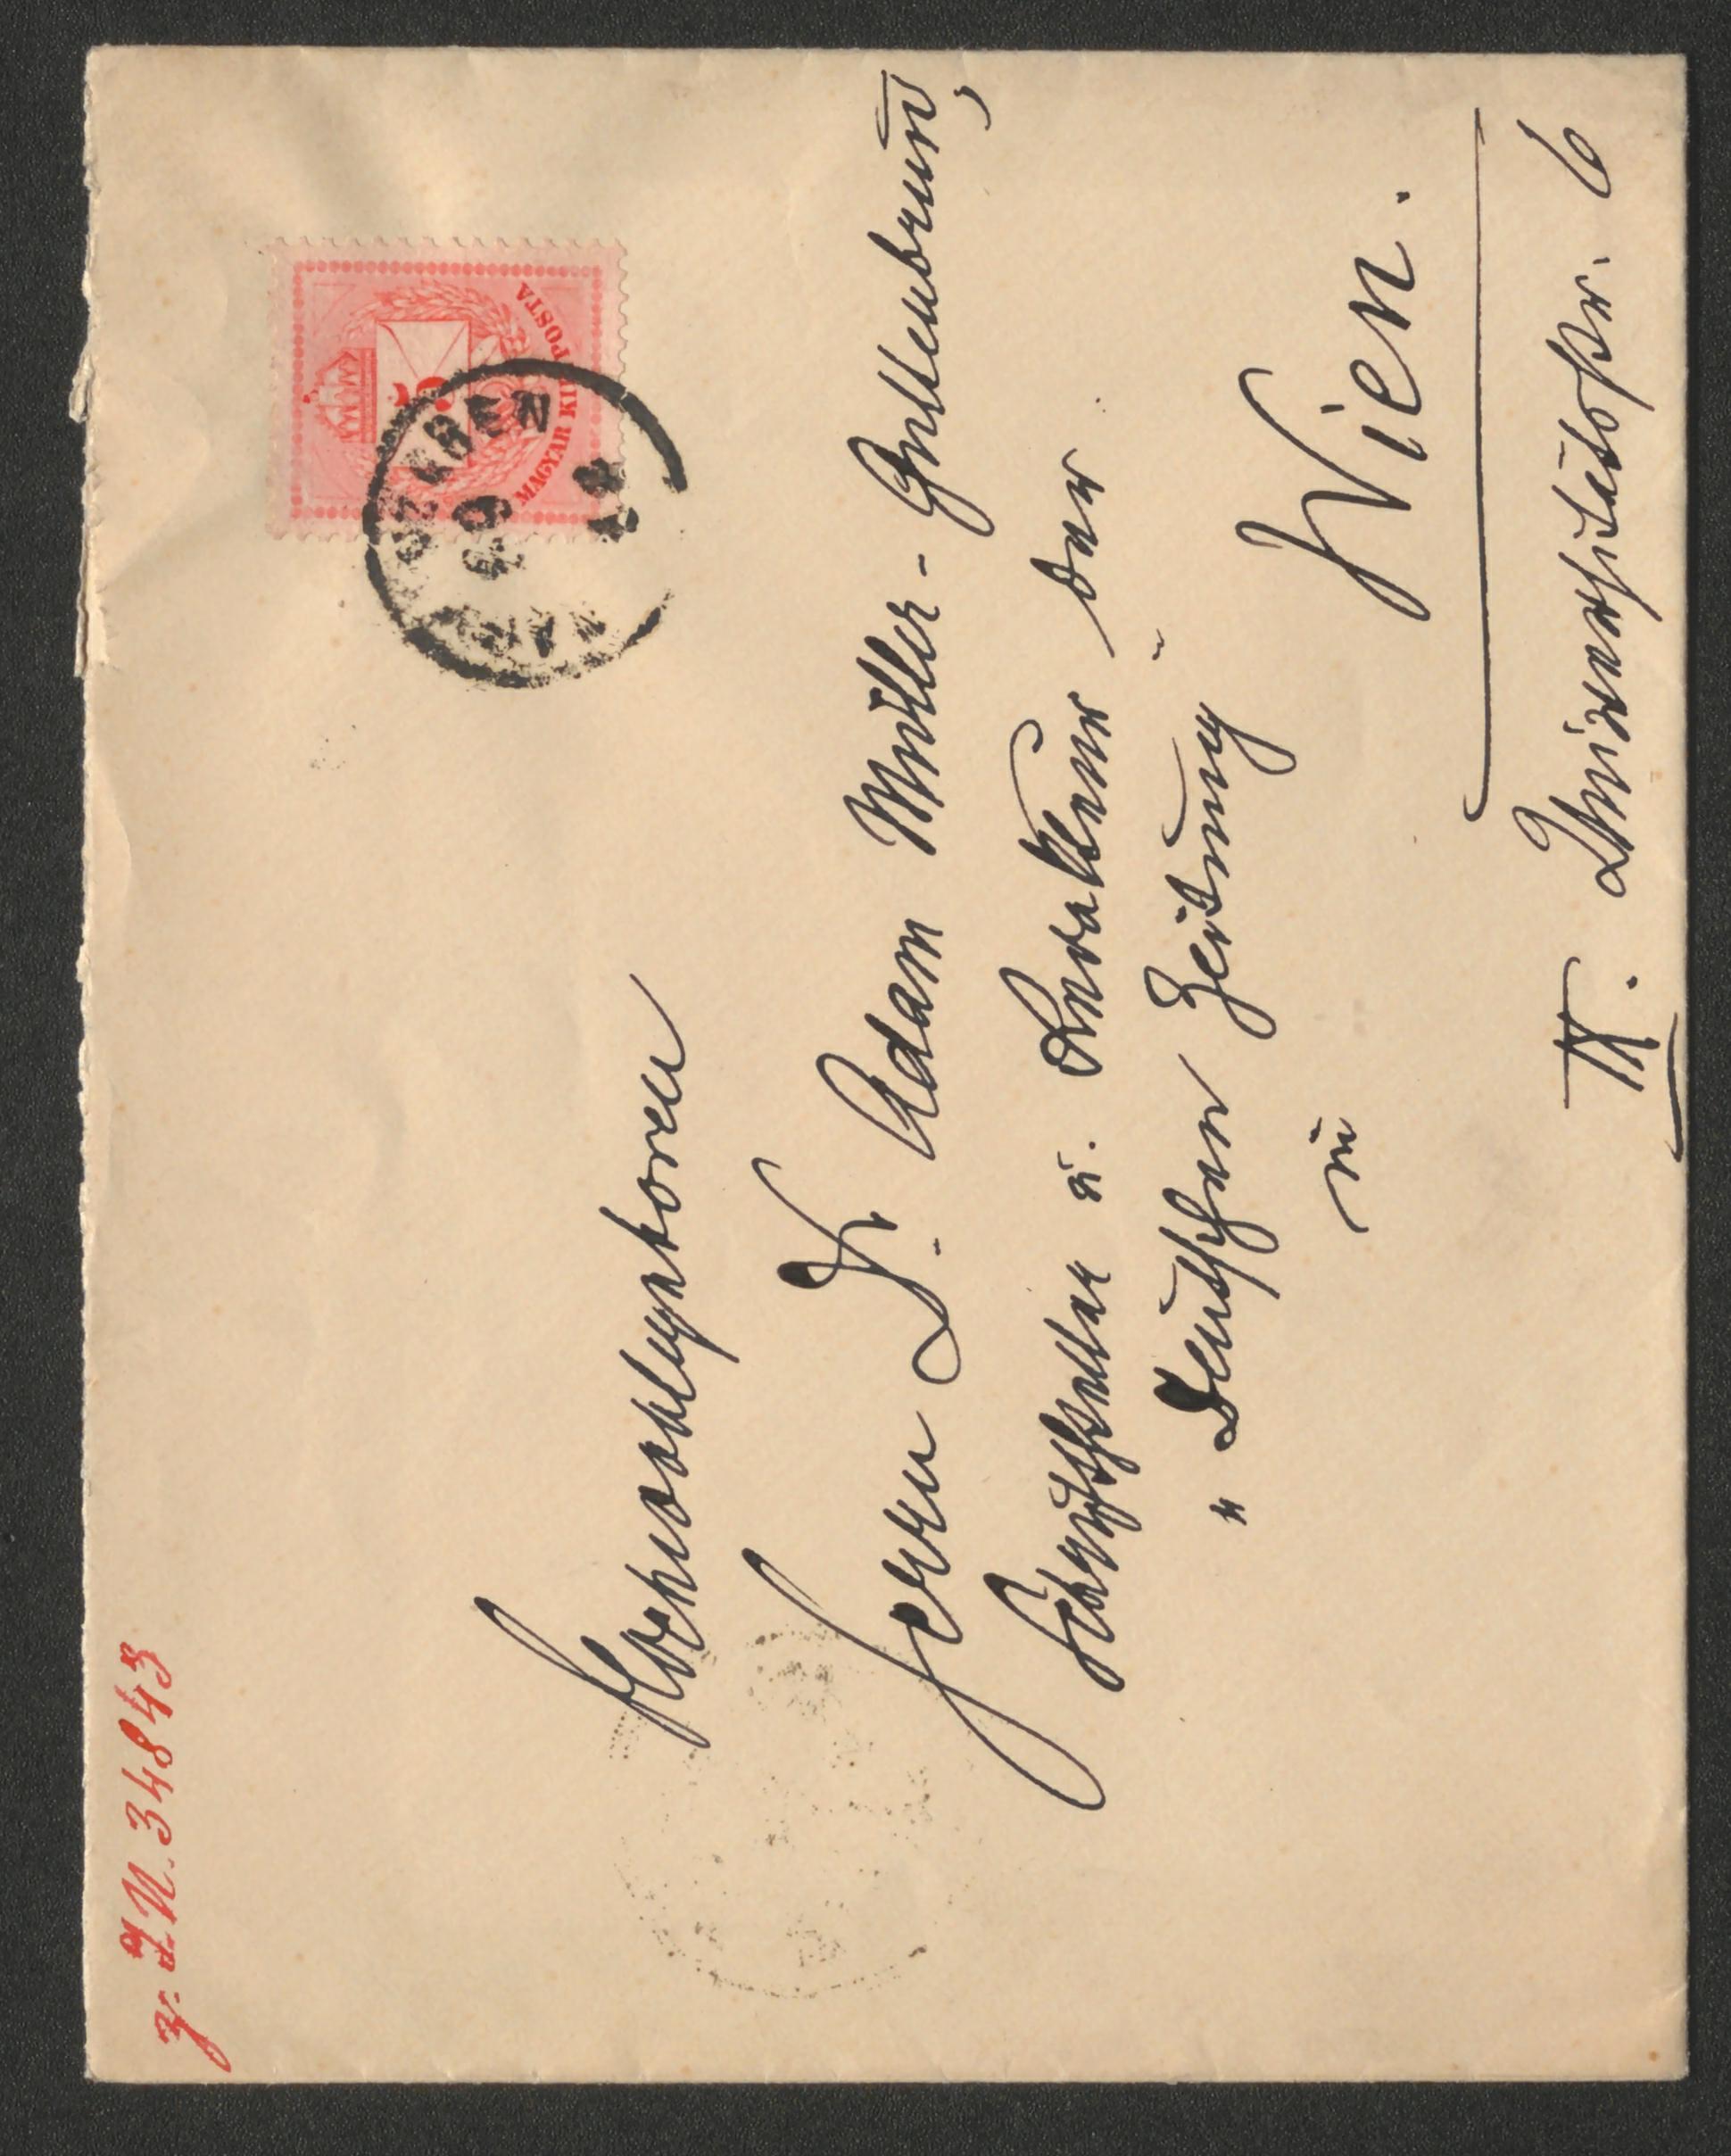 z. I.N. 34843
MAGYAR KIR. POSTA
5
Hochwohlgeboren
Herrn Dr. Adam Müller-Guttenbrunn,
Schriftsteller u. Redakteur der
"Deutschen Zeitung"
in
Wien.
IX. Universitätsstr. 6